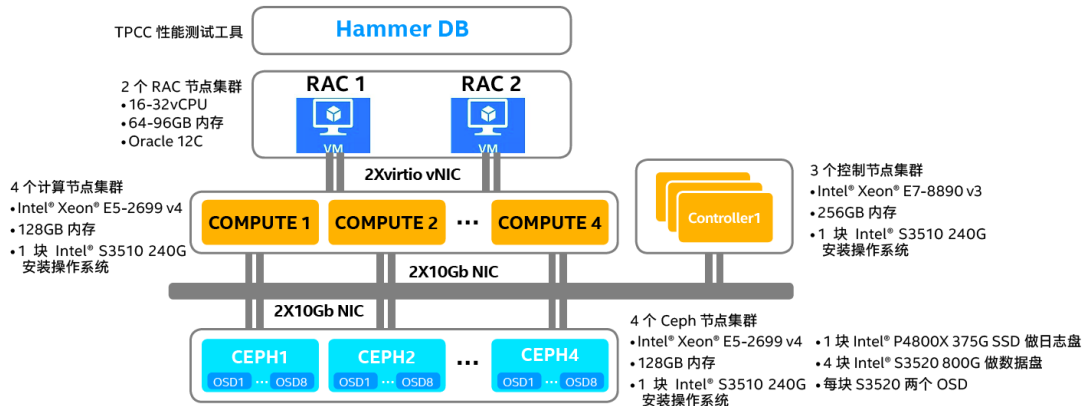 TPCC 性能测试工具
Hammer DB
2 个 RAC 节点集群
•16-32vCPU
•64-96GB 内存
•Oracle 12C
RAC 1
RAC 2
VM
VM
2Xvirtio vNIC
4 个计算节点集群
•Intel® Xeon® E5-2699 v4
•128GB 内存
•1 块 Intel® S3510 240G
安装操作系统
COMPUTE 1
COMPUTE 2
•••
COMPUTE 4
Controller1
3 个控制节点集群
•Intel® Xeon® E7-8890 v3
•256GB 内存
•1 块 Intel® S3510 240G
安装操作系统
2X10Gb NIC
2X10Gb NIC
CEPH1
OSD1 ••• OSD8
CEPH2
OSD1 ••• OSD8
•••
CEPH4
OSD1 ••• OSD8
4 个 Ceph 节点集群
•Intel® Xeon® E5-2699 v4
•128GB 内存
•1 块 Intel® S3510 240G
安装操作系统
•1 块 Intel® P4800X 375G SSD 做日志盘
•4 块 Intel® S3520 800G 做数据盘
•每块 S3520 两个 OSD